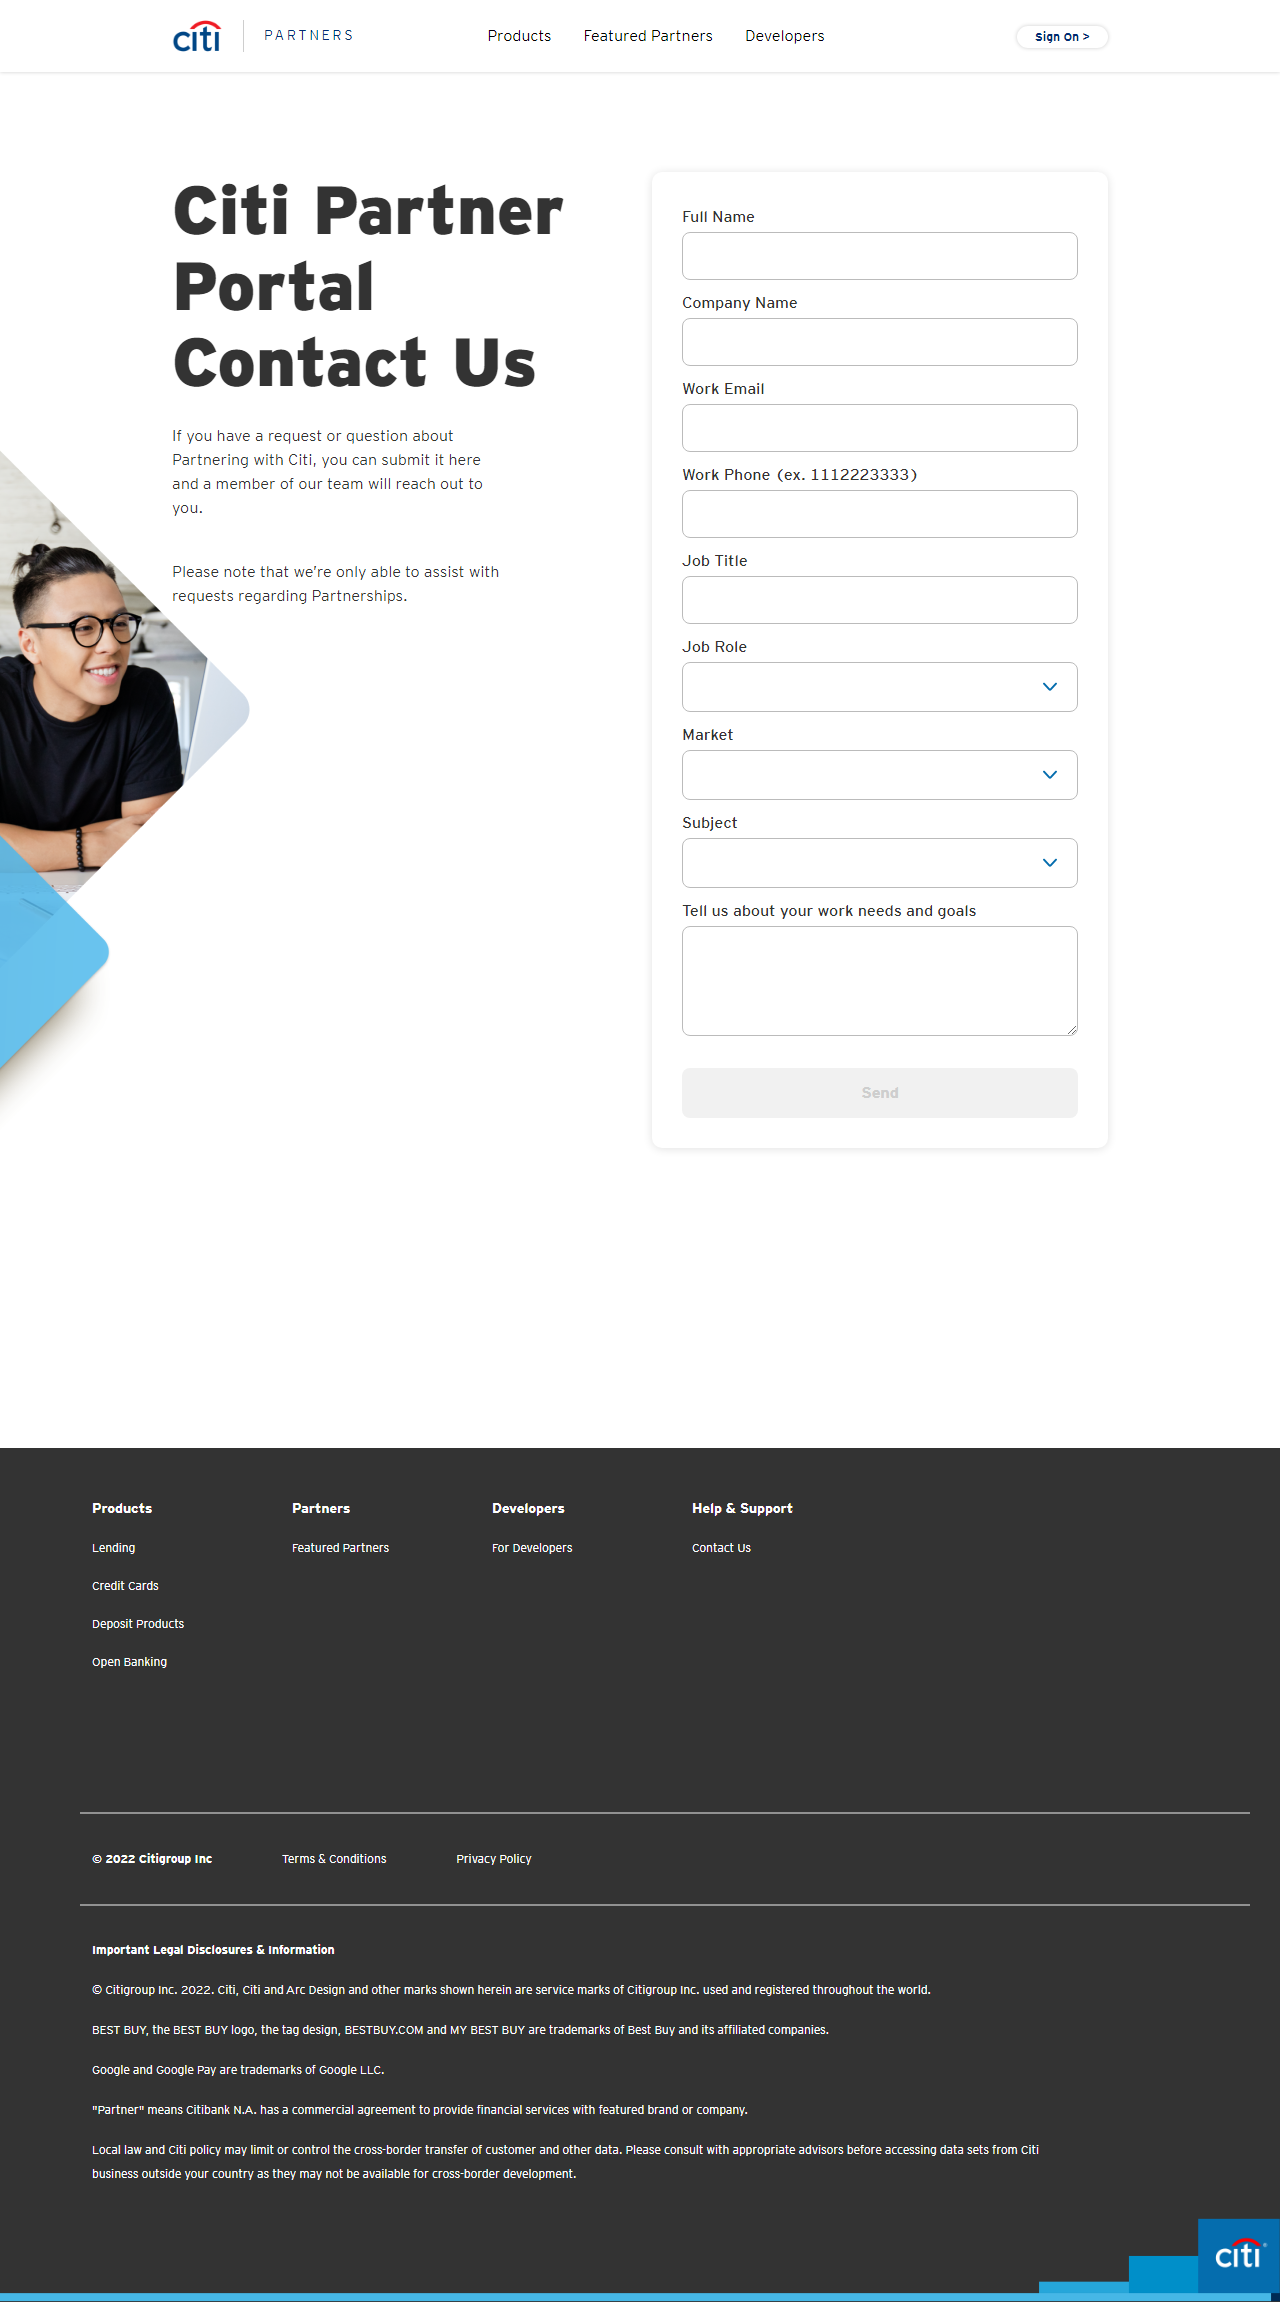 citi PARTNERS Products Featured Partners Developers Sign On >
Citi Partner
Portal
Contact Us
If you have a request or question about
Partnering with Citi, you can submit it here
and a member of our team will reach out to
you.
Please note that we’re only able to assist with
requests regarding Partnerships.
Full Name
Company Name
Work Email
Work Phone (ex. 1112223333)
Job Title
Job Role
Market
Subject
Tell us about your work needs and goals
Send
Products
Lending
Credit Cards
Deposit Products
Open Banking
Partners
Featured Partners
Developers
For Developers
Help & Support
Contact Us
© 2022 Citigroup Inc Terms & Conditions Privacy Policy
Important Legal Disclosures & Information
© Citigroup Inc. 2022. Citi, Citi and Arc Design and other marks shown herein are service marks of Citigroup Inc. used and registered throughout the world.
BEST BUY, the BEST BUY logo, the tag design, BESTBUY.COM and MY BEST BUY are trademarks of Best Buy and its affiliated companies.
Google and Google Pay are trademarks of Google LLC.
"Partner" means Citibank N.A. has a commercial agreement to provide financial services with featured brand or company.
Local law and Citi policy may limit or control the cross-border transfer of customer and other data. Please consult with appropriate advisors before accessing data sets from Citi
business outside your country as they may not be available for cross-border development.
citi®